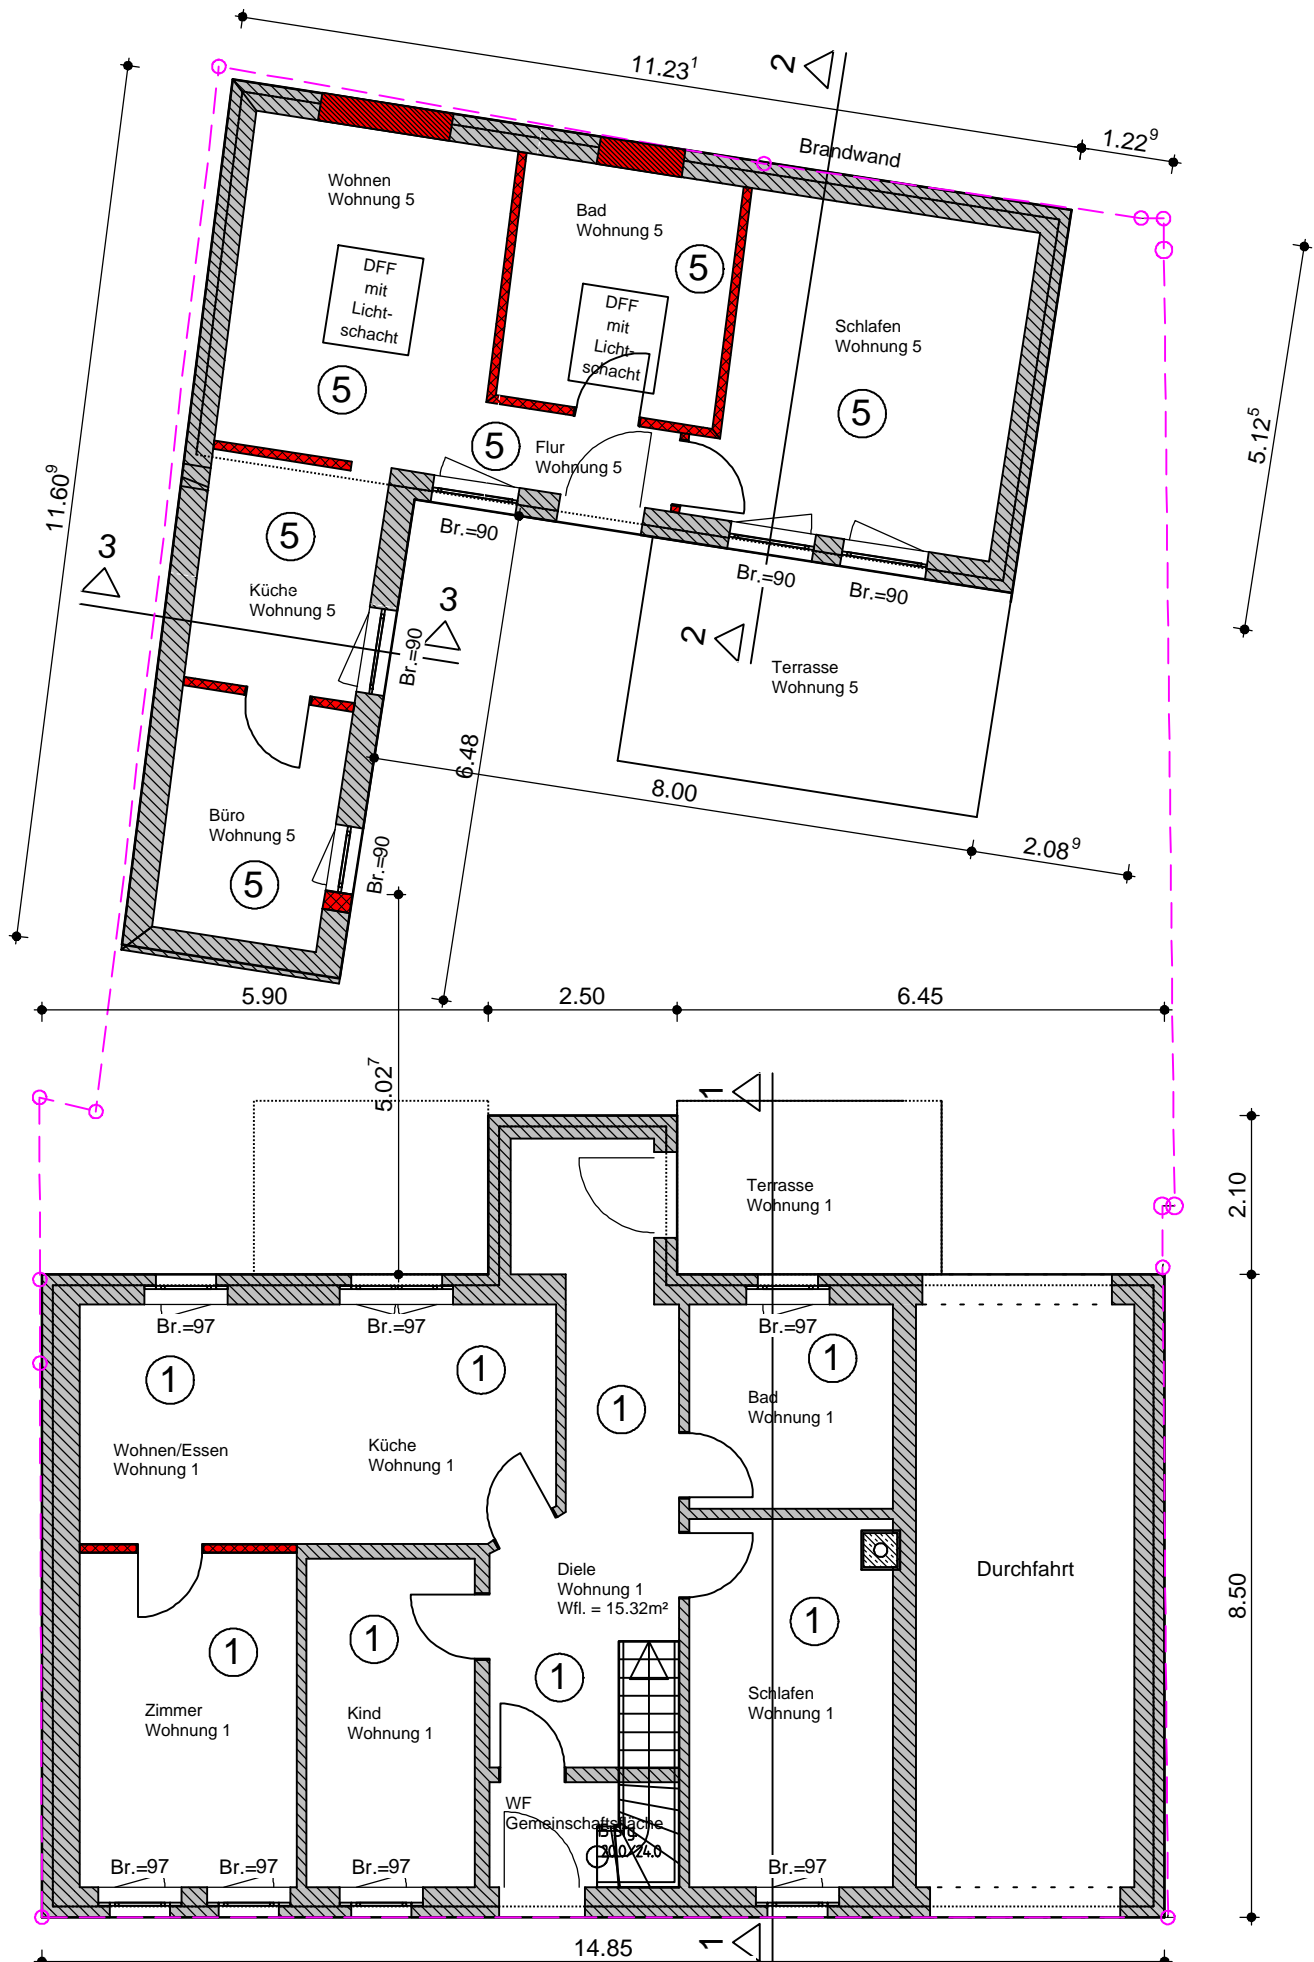 11.23¹
2
1.22⁹
Brandwand
Wohnen
Wohnung 5
Bad
Wohnung 5
5
DFF
mit
Licht-
schacht
DFF
mit
Licht-
schacht
Schlafen
Wohnung 5
5
5
5
Flur
Wohnung 5
5.12⁵
11.60⁹
Br.=90
3
5
Küche
Wohnung 5
3
Br.=90
Br.=90
Br.=90
2
Terrasse
Wohnung 5
6.48
8.00
2.08⁹
Büro
Wohnung 5
5
Br.=90
5.90
2.50
6.45
5.02⁷
1
Terrasse
Wohnung 1
2.10
Br.=97
Br.=97
Br.=97
1
1
1
1
Bad
Wohnung 1
Wohnen/Essen
Wohnung 1
Küche
Wohnung 1
Diele
Wohnung 1
Wfl. = 15.32m²
Durchfahrt
8.50
1
1
1
1
Zimmer
Wohnung 1
Kind
Wohnung 1
Schlafen
Wohnung 1
WF
Gemeinschaftsfläche
20.0/24.0
Br.=97
Br.=97
Br.=97
Br.=97
14.85
1